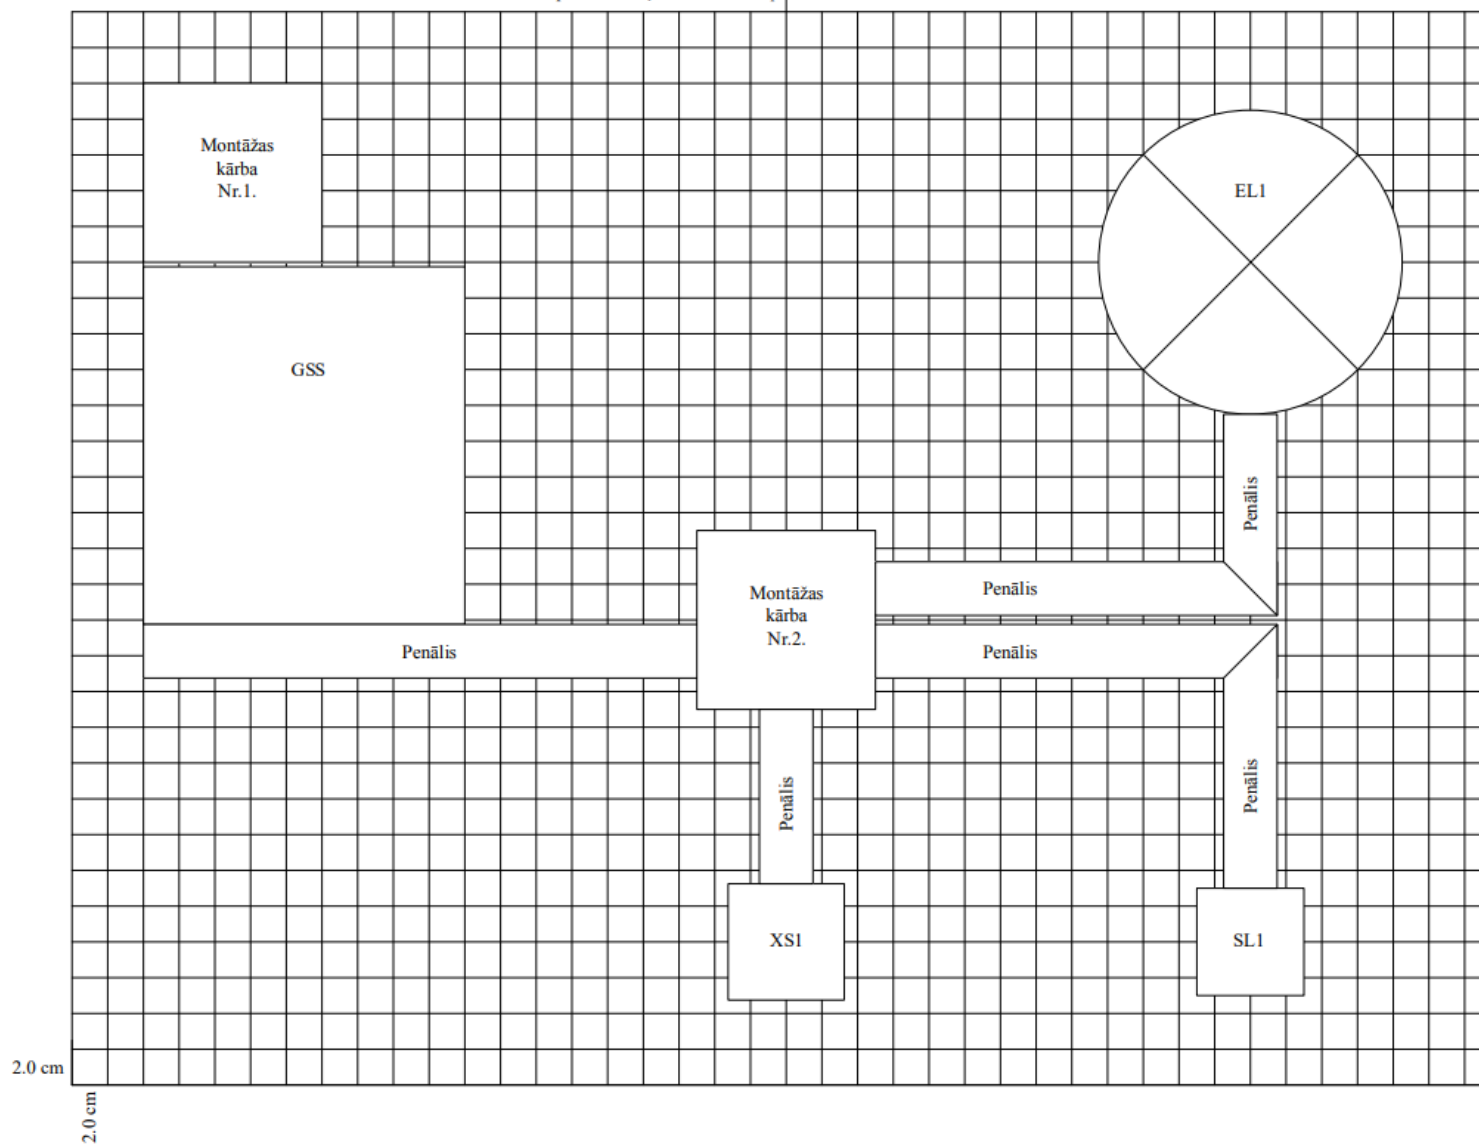 Montāžas
kārba
Nr.1.
EL1
GSS
Penālis
Penālis
Montāžas
kārba
Nr.2.
Penālis
Penālis
Penālis
Penālis
XS1
SL1
2.0 cm
2.0 cm